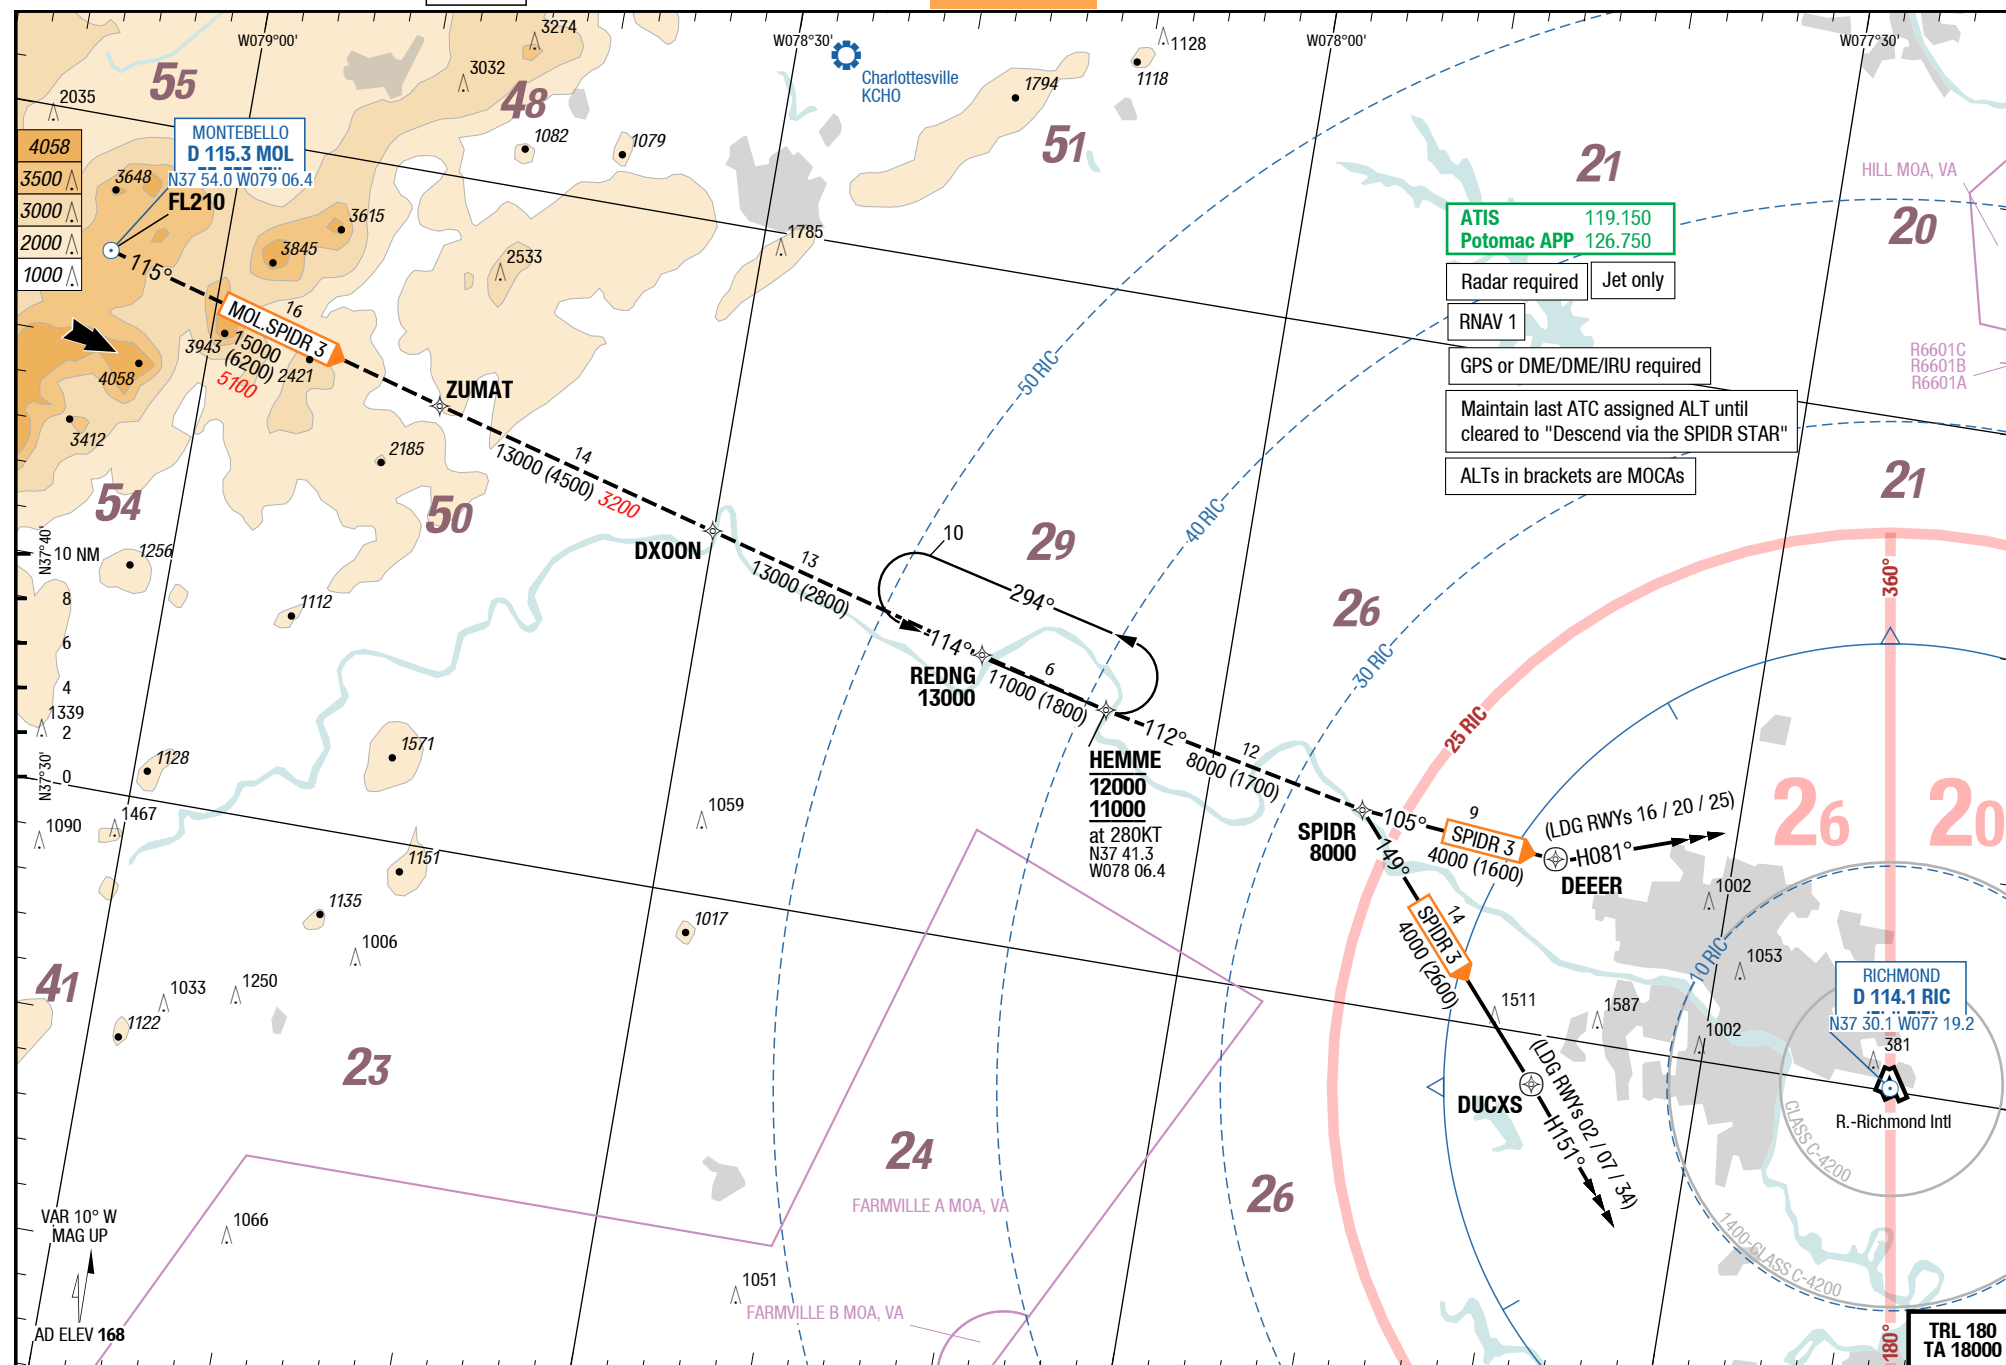 W079°00'
W078°30'
W078°00'
W077°30'
55
48
51
21
20
3274
3032
2035
1128
1118
1794
1082
1079
Charlottesville
KCHO
4058
3500
3000
2000
1000
MONTEBELLO
D 115.3 MOL
N37 54.0 W079 06.4
FL210
3648
3615
3845
2533
1785
HILL MOA, VA
ATIS 119.150
Potomac APP 126.750
Radar required
Jet only
RNAV 1
GPS or DME/DME/IRU required
Maintain last ATC assigned ALT until
cleared to "Descend via the SPIDR STAR"
ALTs in brackets are MOCAs
R6601C
R6601B
R6601A
115°
16
MOL.SPIDR 3
15000
(6200)
5100
3943
2421
4058
3412
ZUMAT
14
13000 (4500) 3200
2185
50 RIC
40 RIC
30 RIC
25 RIC
10 RIC
54
50
29
26
21
N37°40'
10 NM
8
6
4
2
0
N37°30'
1256
1112
DXOON
13
13000 (2800)
10
294°
114°
REDNG
13000
6
11000 (1800)
HEMME
12000
11000
at 280KT
N37 41.3
W078 06.4
112°
12
8000 (1700)
SPIDR
8000
105°
9
SPIDR 3
4000 (1600)
(LDG RWYs 16 / 20 / 25)
H081°
DEEER
149°
14
SPIDR 3
4000 (2600)
DUCXS
(LDG RWYs 02 / 07 / 34)
H151°
360°
26
20
1339
1128
1571
1467
1090
1151
1135
1006
1059
1017
1033
1250
1122
41
23
24
26
1002
1053
1511
1587
1002
RICHMOND
D 114.1 RIC
N37 30.1 W077 19.2
381
R.-Richmond Intl
CLASS C-4200
1400-CLASS C-4200
FARMVILLE A MOA, VA
FARMVILLE B MOA, VA
1066
1051
VAR 10° W
MAG UP
AD ELEV 168
180°
TRL 180
TA 18000